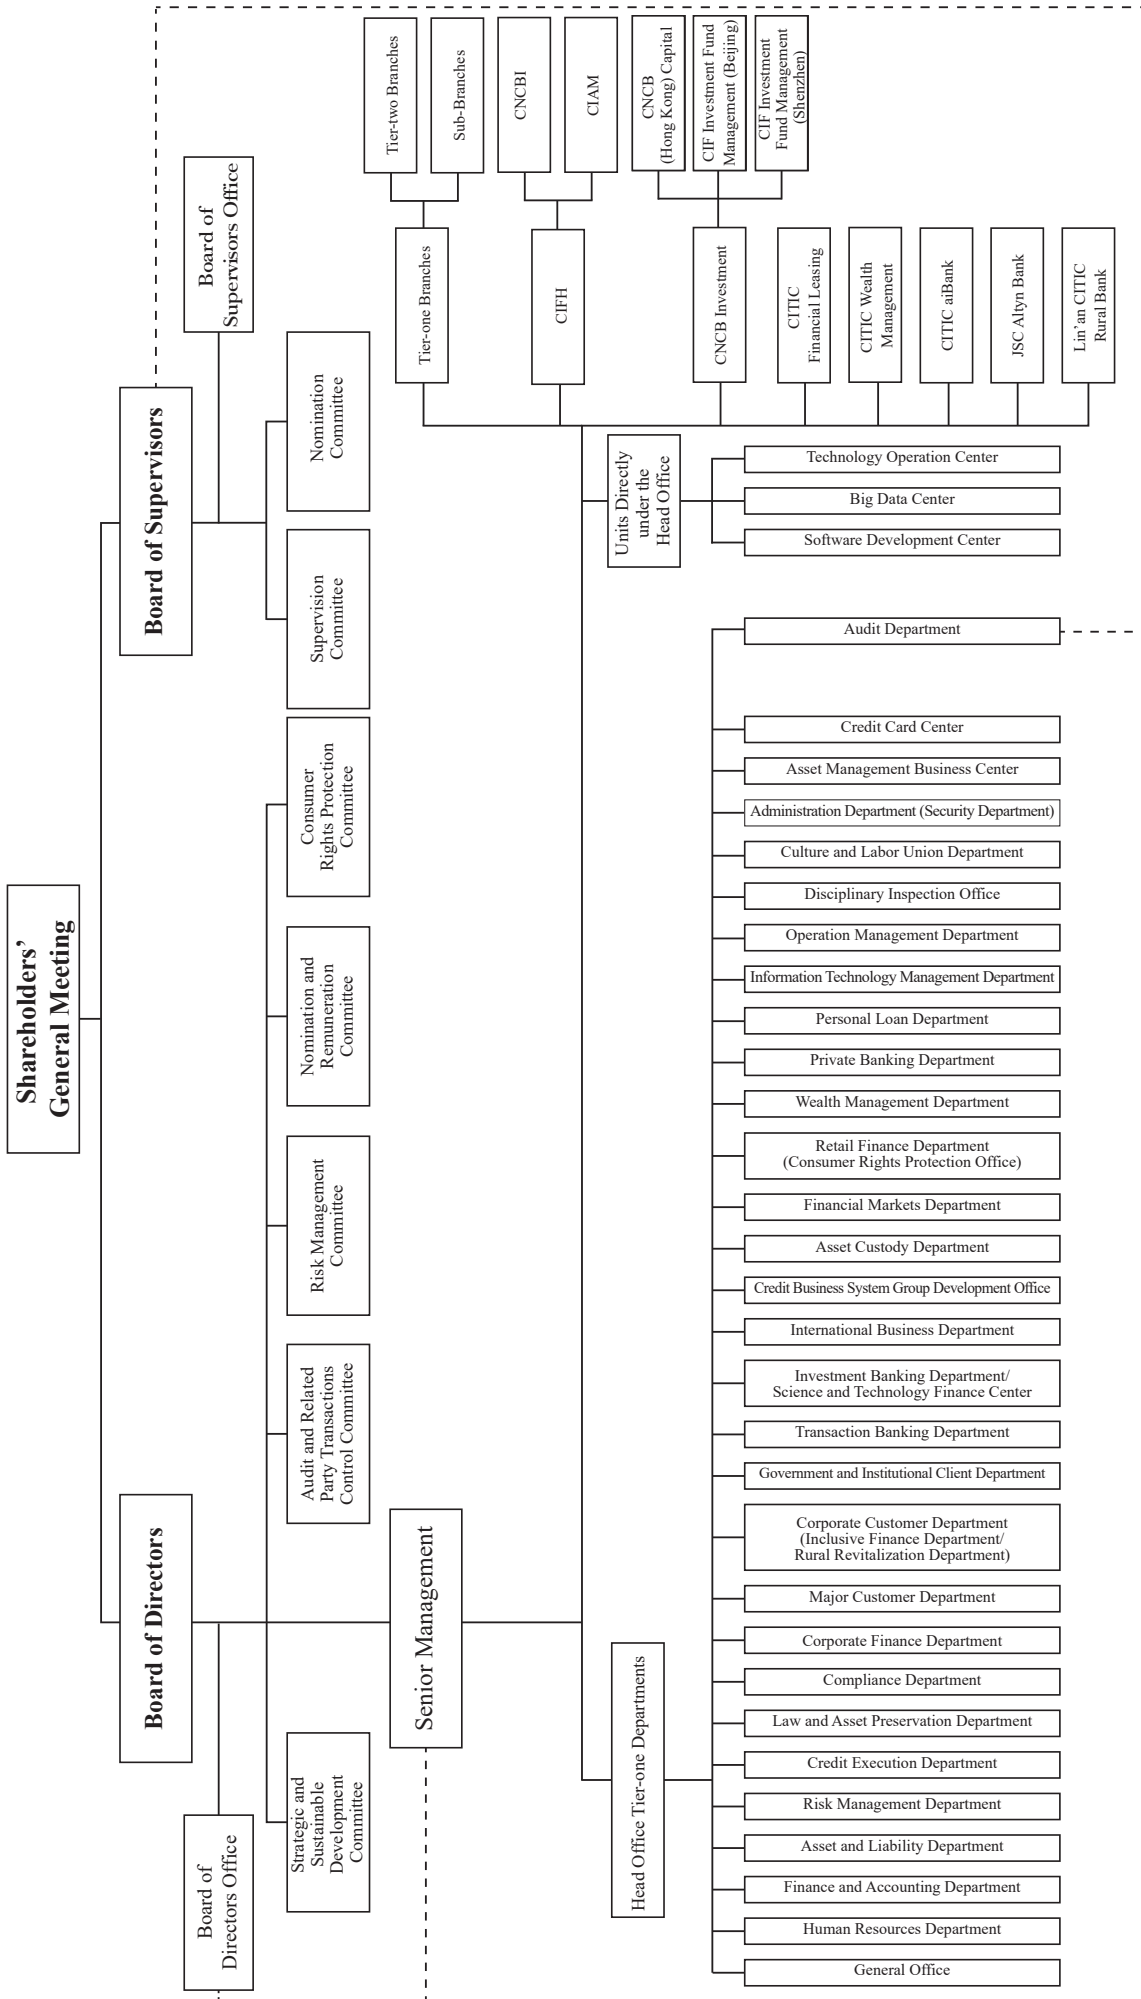 Shareholders’
General Meeting
Board of Directors
Board of Supervisors
Board of
Directors Office
Board of
Supervisors Office
Strategic and
Sustainable
Development
Committee
Audit and Related
Party Transactions
Control Committee
Risk Management
Committee
Nomination and
Remuneration
Committee
Consumer
Rights Protection
Committee
Supervision
Committee
Nomination
Committee
Senior Management
Head Office Tier-one Departments
Units Directly
under the
Head Office
Tier-one Branches
Tier-two Branches
Sub-Branches
CIFH
CNCBI
CIAM
CNCB Investment
CNCB
(Hong Kong) Capital
CIF Investment Fund
Management (Beijing)
CIF Investment
Fund Management
(Shenzhen)
CITIC
Financial Leasing
CITIC Wealth
Management
CITIC aiBank
JSC Altyn Bank
Lin’an CITIC
Rural Bank
Technology Operation Center
Big Data Center
Software Development Center
Audit Department
Credit Card Center
Asset Management Business Center
Administration Department (Security Department)
Culture and Labor Union Department
Disciplinary Inspection Office
Operation Management Department
Information Technology Management Department
Personal Loan Department
Private Banking Department
Wealth Management Department
Retail Finance Department
(Consumer Rights Protection Office)
Financial Markets Department
Asset Custody Department
Credit Business System Group Development Office
International Business Department
Investment Banking Department/
Science and Technology Finance Center
Transaction Banking Department
Government and Institutional Client Department
Corporate Customer Department
(Inclusive Finance Department/
Rural Revitalization Department)
Major Customer Department
Corporate Finance Department
Compliance Department
Law and Asset Preservation Department
Credit Execution Department
Risk Management Department
Asset and Liability Department
Finance and Accounting Department
Human Resources Department
General Office